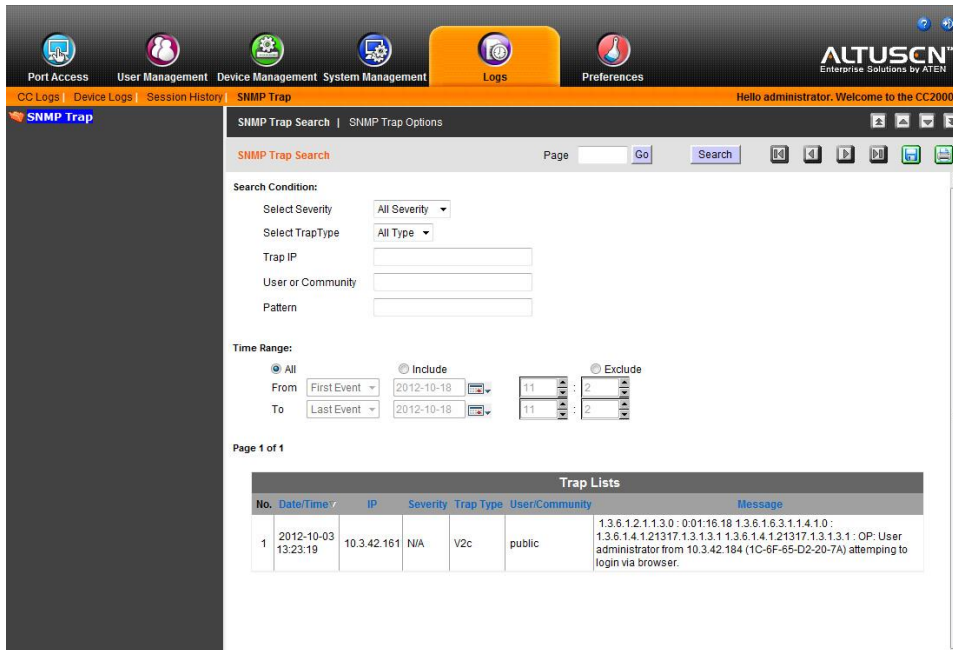 Port Access User Management Device Management System Management Logs Preferences
ALTUSEN™
Enterprise Solutions by ATEN
CC Logs | Device Logs | Session History | SNMP Trap Hello administrator. Welcome to the CC2000
SNMP Trap
SNMP Trap Search | SNMP Trap Options
SNMP Trap Search Page Go Search
Search Condition:
Select Severity All Severity
Select TrapType All Type
Trap IP
User or Community
Pattern
Time Range:
All Include Exclude
From First Event 2012-10-18 11 : 2
To Last Event 2012-10-18 11 : 2
Page 1 of 1
Trap Lists
No. Date/Time IP Severity Trap Type User/Community Message
1 2012-10-03 13:23:19 10.3.42.161 N/A V2c public
1.3.6.1.2.1.1.3.0 : 0:01:16.18 1.3.6.1.6.3.1.1.4.1.0 :
1.3.6.1.4.1.21317.1.3.1.3.1 1.3.6.1.4.1.21317.1.3.1.3.1 : OP: User
administrator from 10.3.42.184 (1C-6F-65-D2-20-7A) attemping to
login via browser.